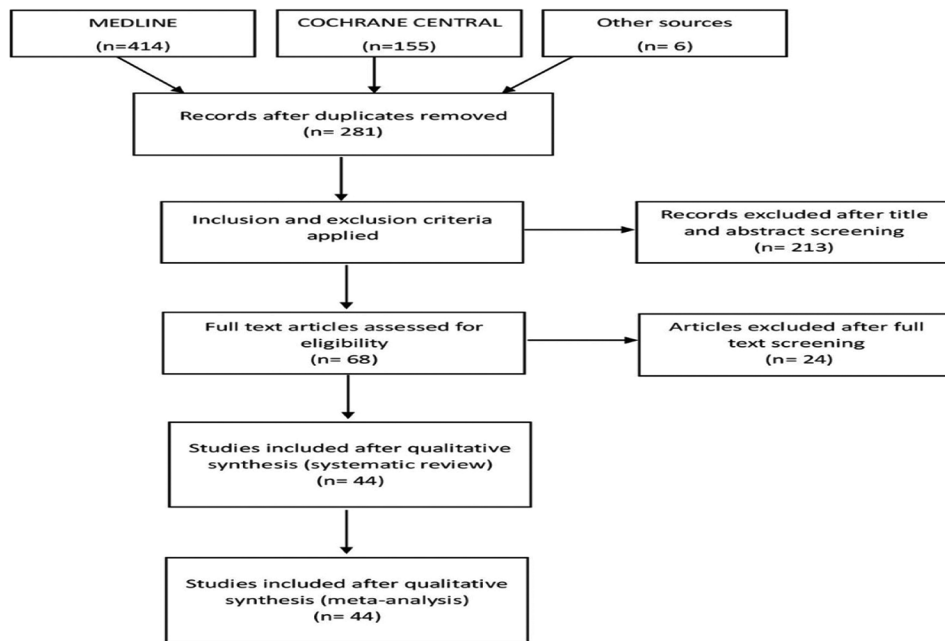 MEDLINE
(n=414)
COCHRANE CENTRAL
(n=155)
Other sources
(n= 6)
Records after duplicates removed
(n= 281)
Inclusion and exclusion criteria
applied
Records excluded after title
and abstract screening
(n= 213)
Full text articles assessed for
eligibility
(n= 68)
Articles excluded after full
text screening
(n= 24)
Studies included after qualitative
synthesis (systematic review)
(n= 44)
Studies included after qualitative
synthesis (meta-analysis)
(n= 44)